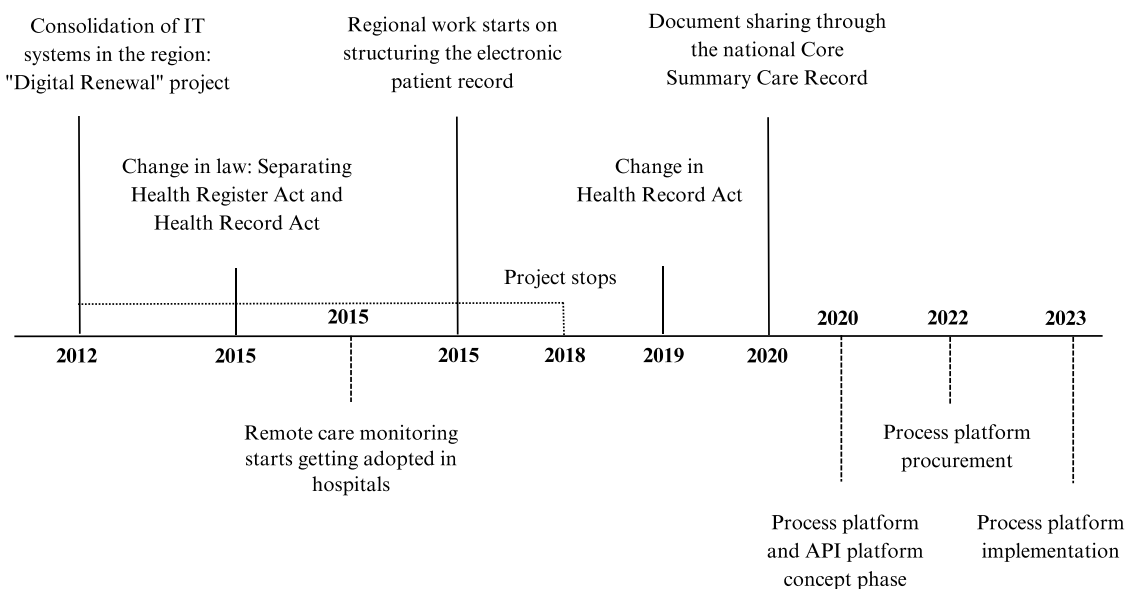 Consolidation of IT
systems in the region:
"Digital Renewal" project
Regional work starts on
structuring the electronic
patient record
Document sharing through
the national Core
Summary Care Record
Change in law: Separating
Health Register Act and
Health Record Act
Change in
Health Record Act
Project stops
2015
2020
2022
2023
2012
2015
2015
2018
2019
2020
Remote care monitoring
starts getting adopted in
hospitals
Process platform
procurement
Process platform
and API platform
concept phase
Process platform
implementation